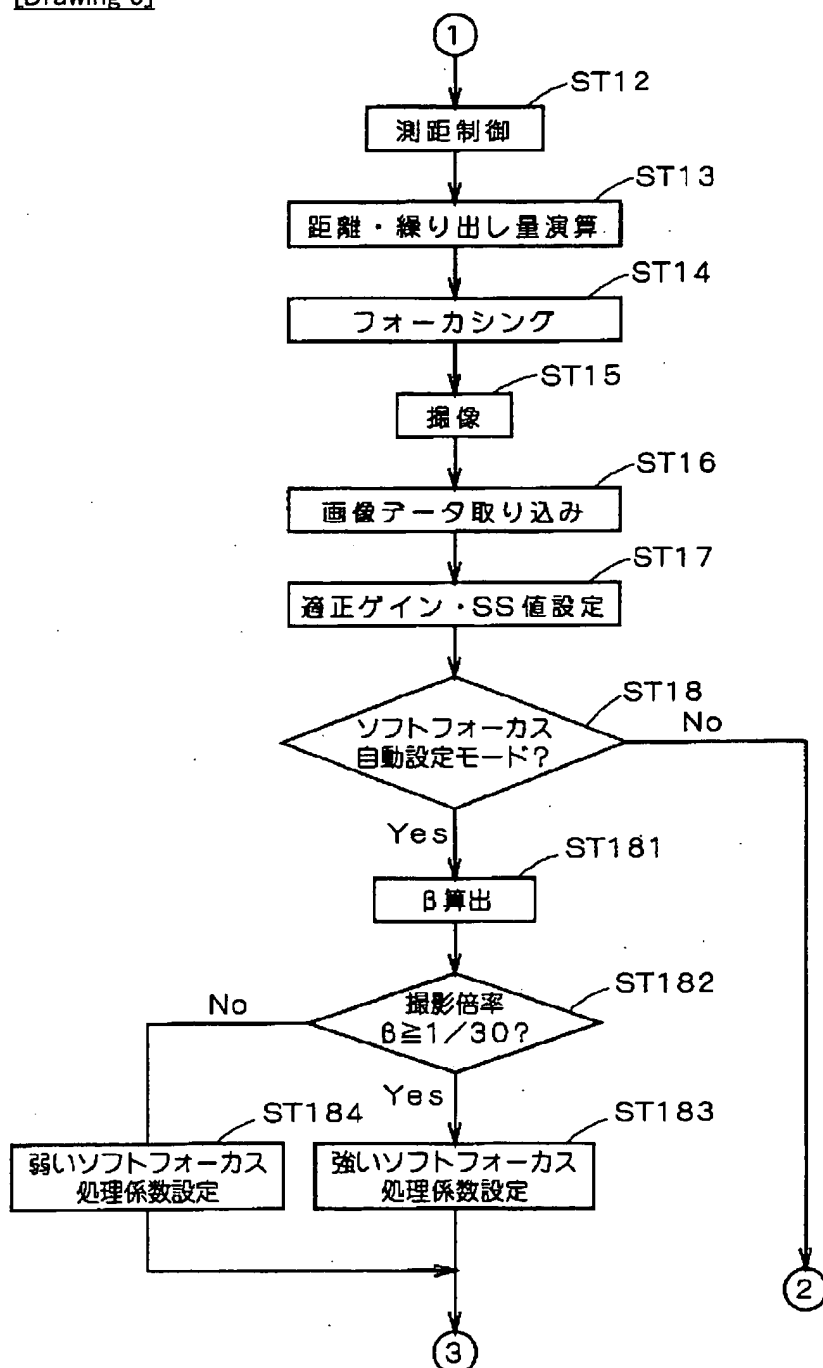 ①
ST12
測距制御
ST13
距離・繰り出し量演算
ST14
フォーカシング
ST15
撮像
ST16
画像データ取り込み
ST17
適正ゲイン・SS値設定
ST18
ソフトフォーカス
自動設定モード?
No
Yes
ST181
β算出
ST182
撮影倍率
β≧1/30?
No
Yes
ST184
弱いソフトフォーカス
処理係数設定
ST183
強いソフトフォーカス
処理係数設定
②
③